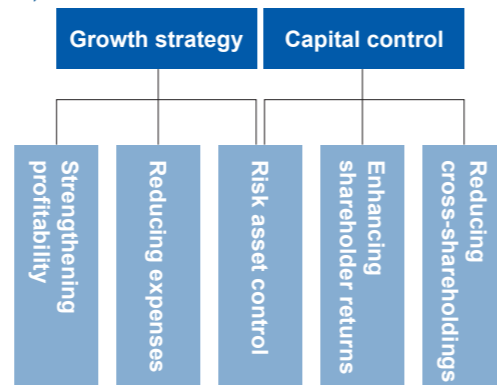 Growth strategy
Capital control
Strengthening
profitability
Reducing expenses
Risk asset control
Enhancing
shareholder returns
Reducing
cross-shareholdings